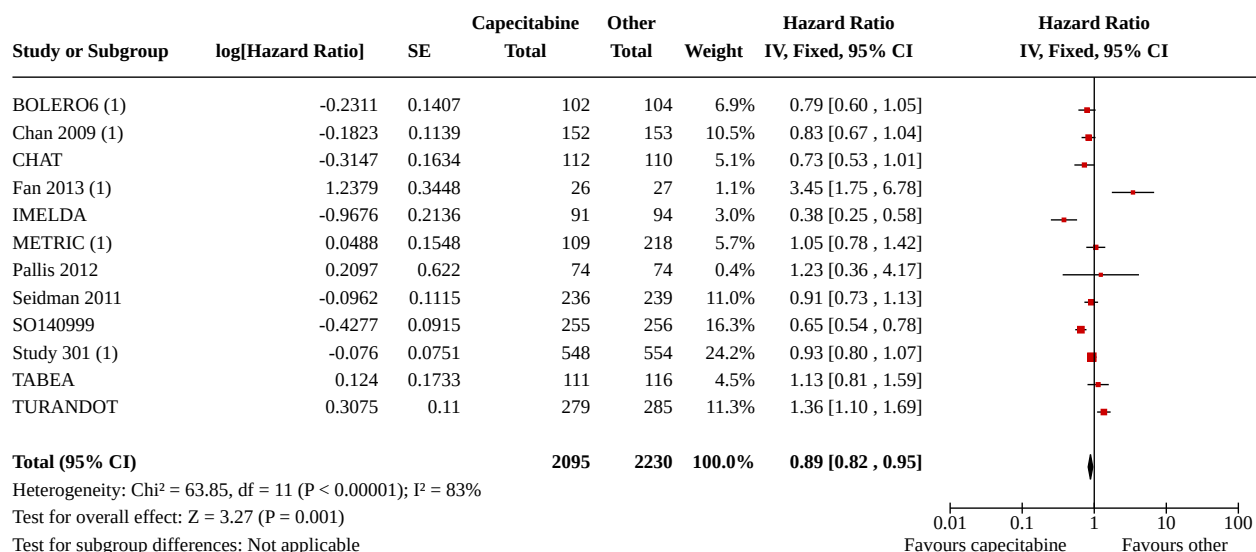 Capecitabine Other Hazard Ratio Hazard Ratio
Study or Subgroup log[Hazard Ratio] SE Total Total Weight IV, Fixed, 95% CI IV, Fixed, 95% CI
BOLERO6 (1) -0.2311 0.1407 102 104 6.9% 0.79 [0.60 , 1.05]
Chan 2009 (1) -0.1823 0.1139 152 153 10.5% 0.83 [0.67 , 1.04]
CHAT -0.3147 0.1634 112 110 5.1% 0.73 [0.53 , 1.01]
Fan 2013 (1) 1.2379 0.3448 26 27 1.1% 3.45 [1.75 , 6.78]
IMELDA -0.9676 0.2136 91 94 3.0% 0.38 [0.25 , 0.58]
METRIC (1) 0.0488 0.1548 109 218 5.7% 1.05 [0.78 , 1.42]
Pallis 2012 0.2097 0.622 74 74 0.4% 1.23 [0.36 , 4.17]
Seidman 2011 -0.0962 0.1115 236 239 11.0% 0.91 [0.73 , 1.13]
SO140999 -0.4277 0.0915 255 256 16.3% 0.65 [0.54 , 0.78]
Study 301 (1) -0.076 0.0751 548 554 24.2% 0.93 [0.80 , 1.07]
TABEA 0.124 0.1733 111 116 4.5% 1.13 [0.81 , 1.59]
TURANDOT 0.3075 0.11 279 285 11.3% 1.36 [1.10 , 1.69]
Total (95% CI) 2095 2230 100.0% 0.89 [0.82 , 0.95]
Heterogeneity: Chi² = 63.85, df = 11 (P < 0.00001); I² = 83%
Test for overall effect: Z = 3.27 (P = 0.001)
0.01 0.1 1 10 100
Test for subgroup differences: Not applicable Favours capecitabine Favours other